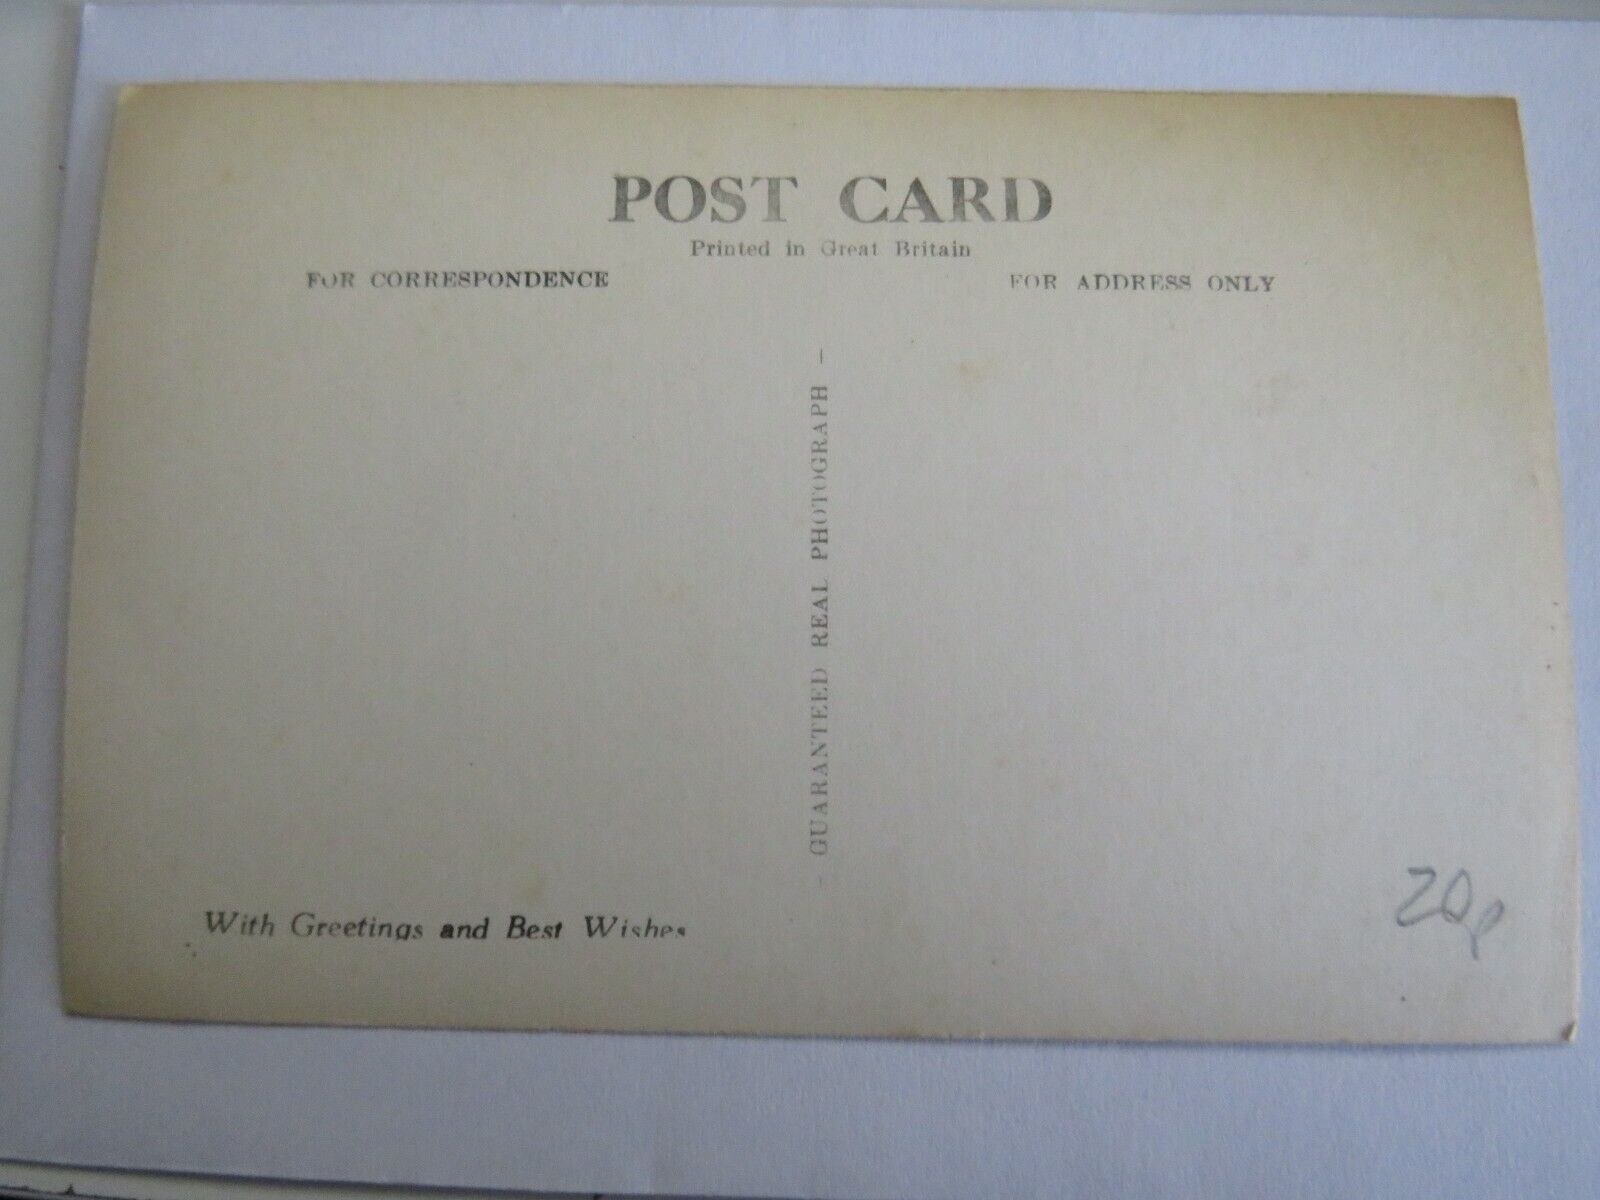 POST CARD
Printed in Great Britain
FOR CORRESPONDENCE
FOR ADDRESS ONLY
- GUARANTEED REAL PHOTOGRAPH -
With Greetings and Best Wishes
20p